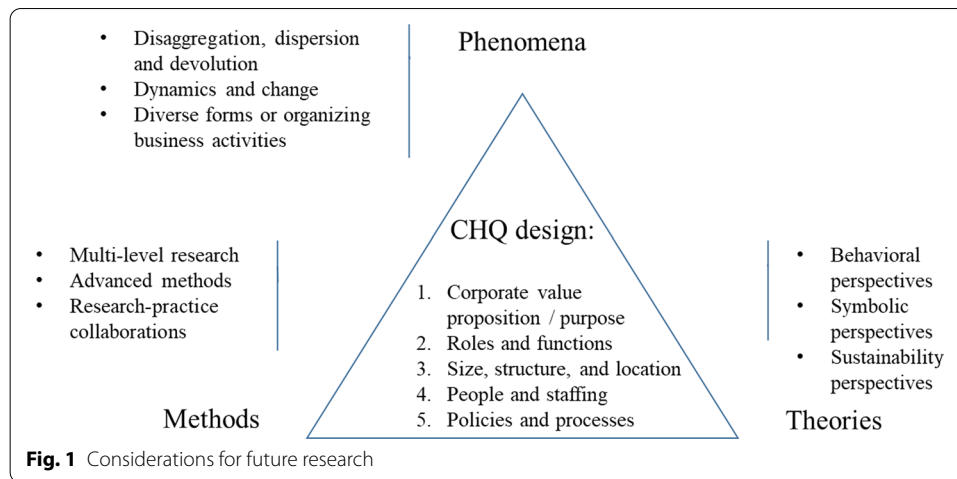 • Disaggregation, dispersion
and devolution
• Dynamics and change
• Diverse forms or organizing
business activities
Phenomena
• Multi-level research
• Advanced methods
• Research-practice
collaborations
Methods
CHQ design:
1. Corporate value
proposition / purpose
2. Roles and functions
3. Size, structure, and location
4. People and staffing
5. Policies and processes
• Behavioral
perspectives
• Symbolic
perspectives
• Sustainability
perspectives
Theories
Fig. 1 Considerations for future research